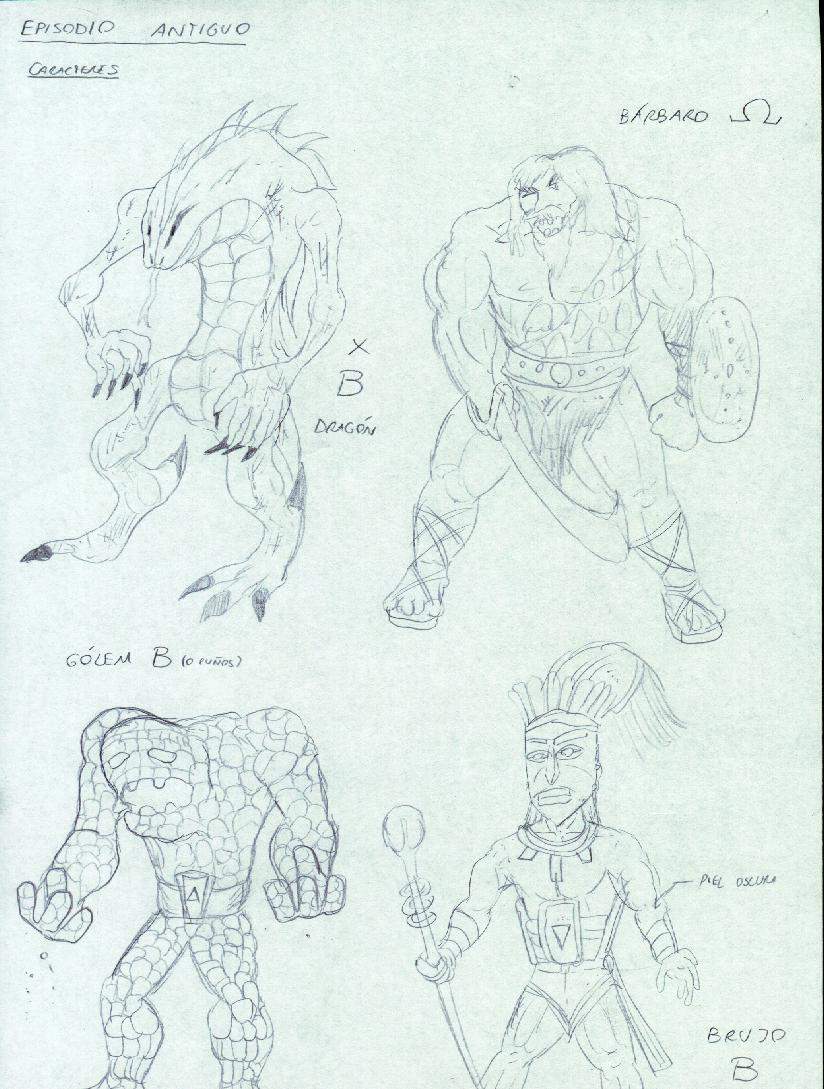 EPISODIO ANTIGUO
CARACTERES
BÁRBARO Ω
X
B
DRAGÓN
GÓLEM B (O PUÑOS)
A
PIEL OSCURA
BRUJO
B